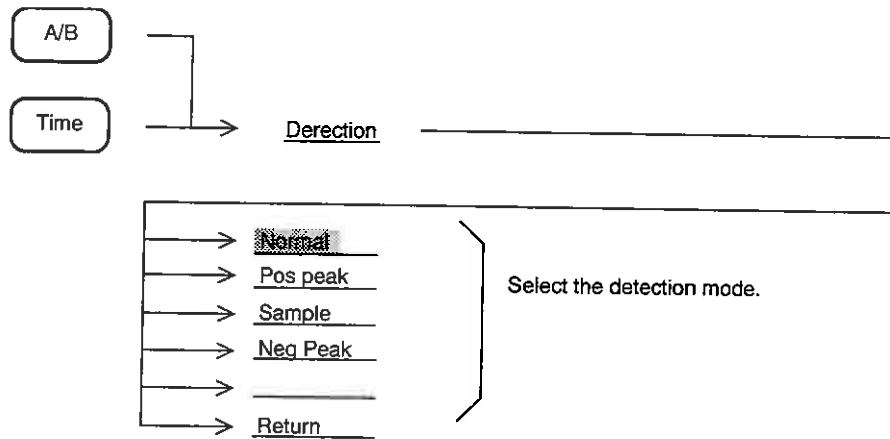 A/B
Time
Derection
Normal
Pos peak
Sample
Neg Peak
Return
Select the detection mode.